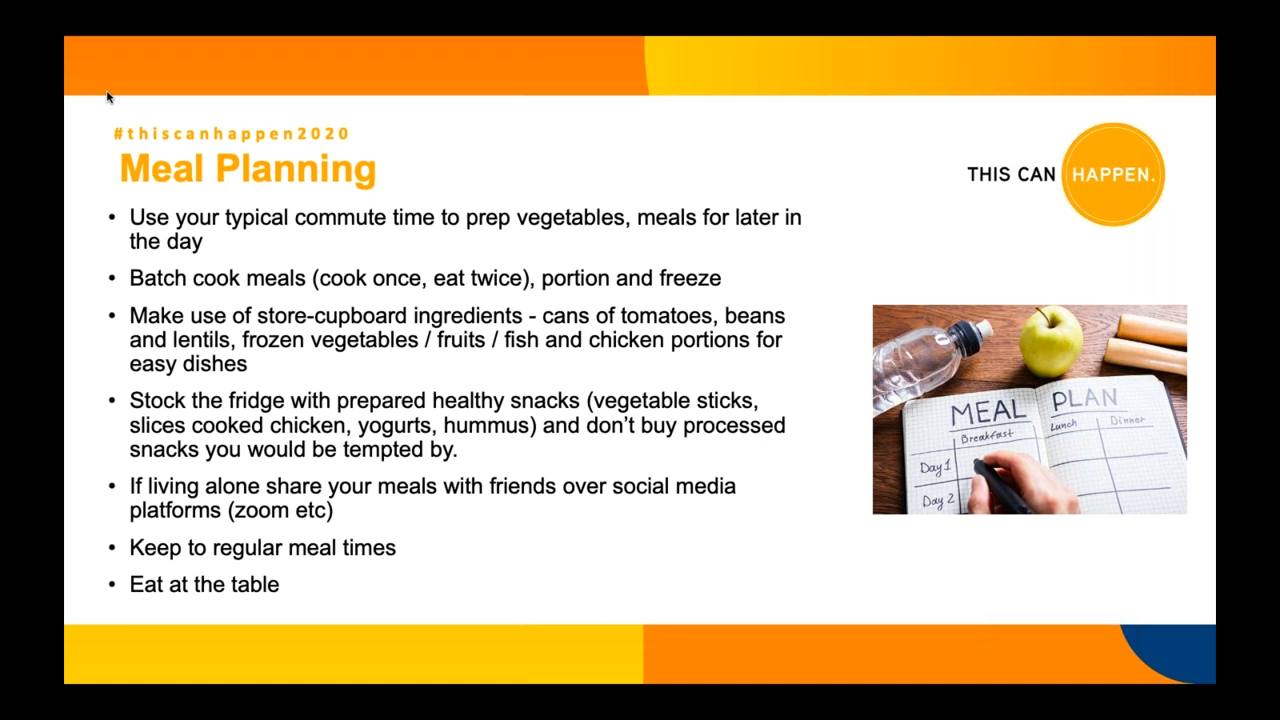 #thiscanhappen2020
Meal Planning
THIS CAN HAPPEN.
• Use your typical commute time to prep vegetables, meals for later in
the day
• Batch cook meals (cook once, eat twice), portion and freeze
• Make use of store-cupboard ingredients - cans of tomatoes, beans
and lentils, frozen vegetables / fruits / fish and chicken portions for
easy dishes
• Stock the fridge with prepared healthy snacks (vegetable sticks,
slices cooked chicken, yogurts, hummus) and don’t buy processed
snacks you would be tempted by.
• If living alone share your meals with friends over social media
platforms (zoom etc)
• Keep to regular meal times
• Eat at the table
MEAL PLAN
Breakfast Lunch Dinner
Day 1
Day 2